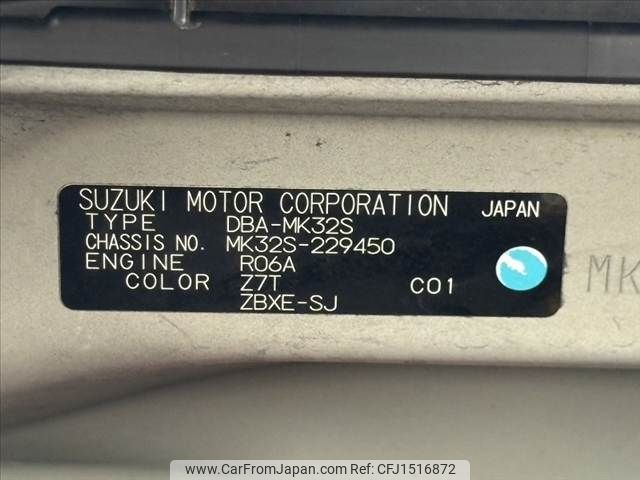 SUZUKI MOTOR CORPORATION JAPAN
TYPE DBA-MK32S
CHASSIS NO. MK32S-229450
ENGINE R06A
COLOR Z7T C01
ZBXE-SJ
MK
www.CarFromJapan.com CFJ1516872